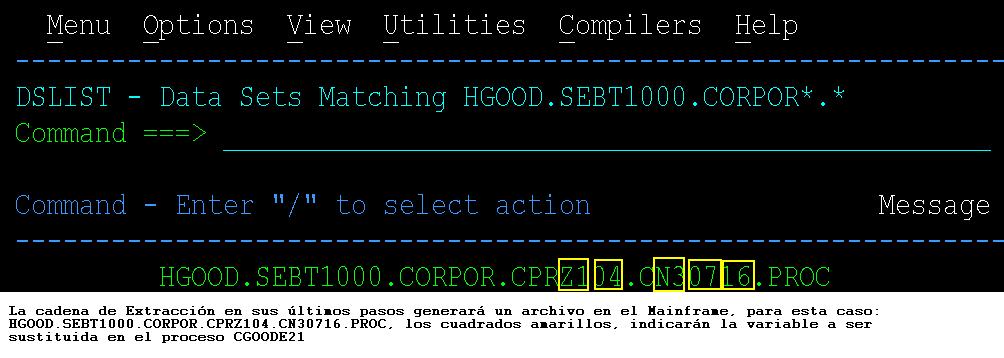 Menu Options View Utilities Compilers Help
DSLIST - Data Sets Matching HGOOD.SEBT1000.CORPOR*.*
Command ===>
Command - Enter "/" to select action Message
HGOOD.SEBT1000.CORPOR.CPRZ104.CN30716.PROC
La cadena de Extracción en sus últimos pasos generará un archivo en el Mainframe, para esta caso:
HGOOD.SEBT1000.CORPOR.CPRZ104.CN30716.PROC, los cuadrados amarillos, indicarán la variable a ser
sustituida en el proceso CGOODE21